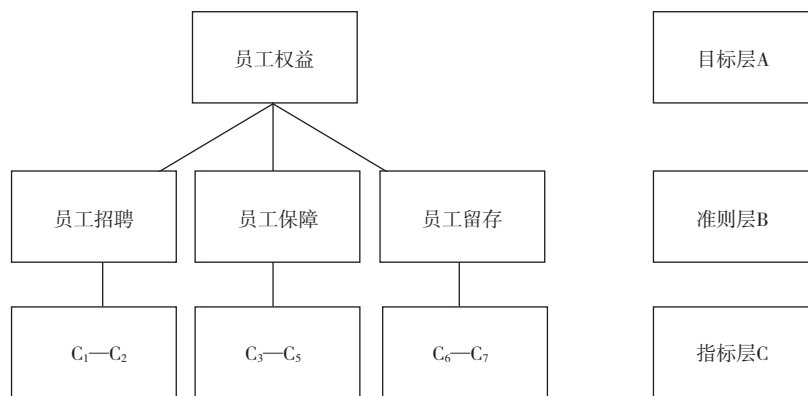 员工权益
目标层A
员工招聘
员工保障
员工留存
准则层B
C₁—C₂
C₃—C₅
C₆—C₇
指标层C